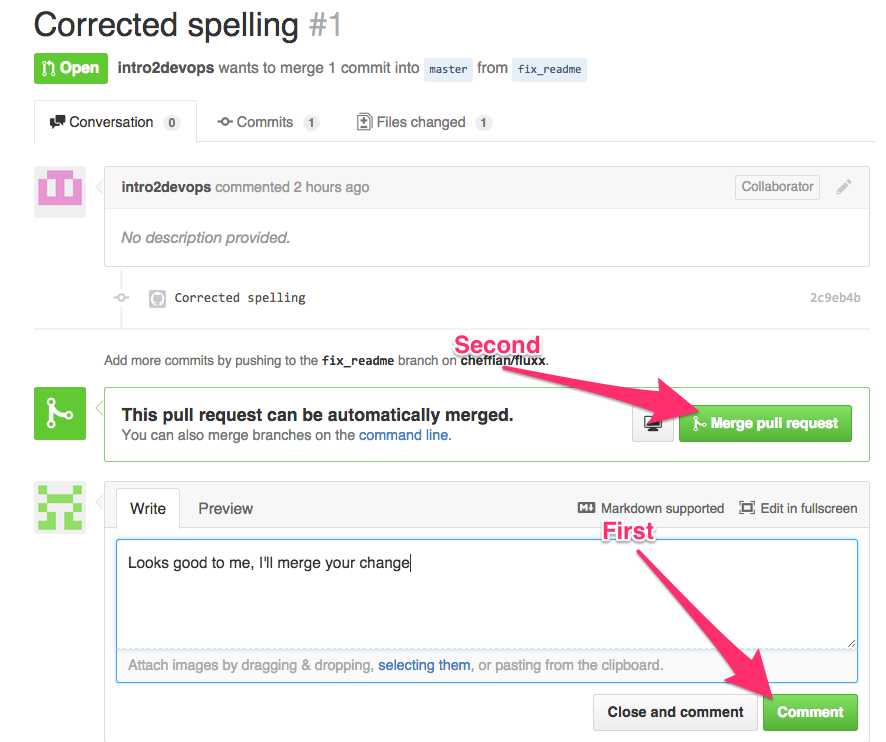 Corrected spelling #1
Open intro2devops wants to merge 1 commit into master from fix_readme
Conversation 0 Commits 1 Files changed 1
intro2devops commented 2 hours ago Collaborator
No description provided.
Corrected spelling 2c9eb4b
Second
Add more commits by pushing to the fix_readme branch on cheffian/fluxx.
This pull request can be automatically merged.
You can also merge branches on the command line.
Merge pull request
Write Preview Markdown supported Edit in fullscreen
First
Looks good to me, I'll merge your change
Attach images by dragging & dropping, selecting them, or pasting from the clipboard.
Close and comment Comment